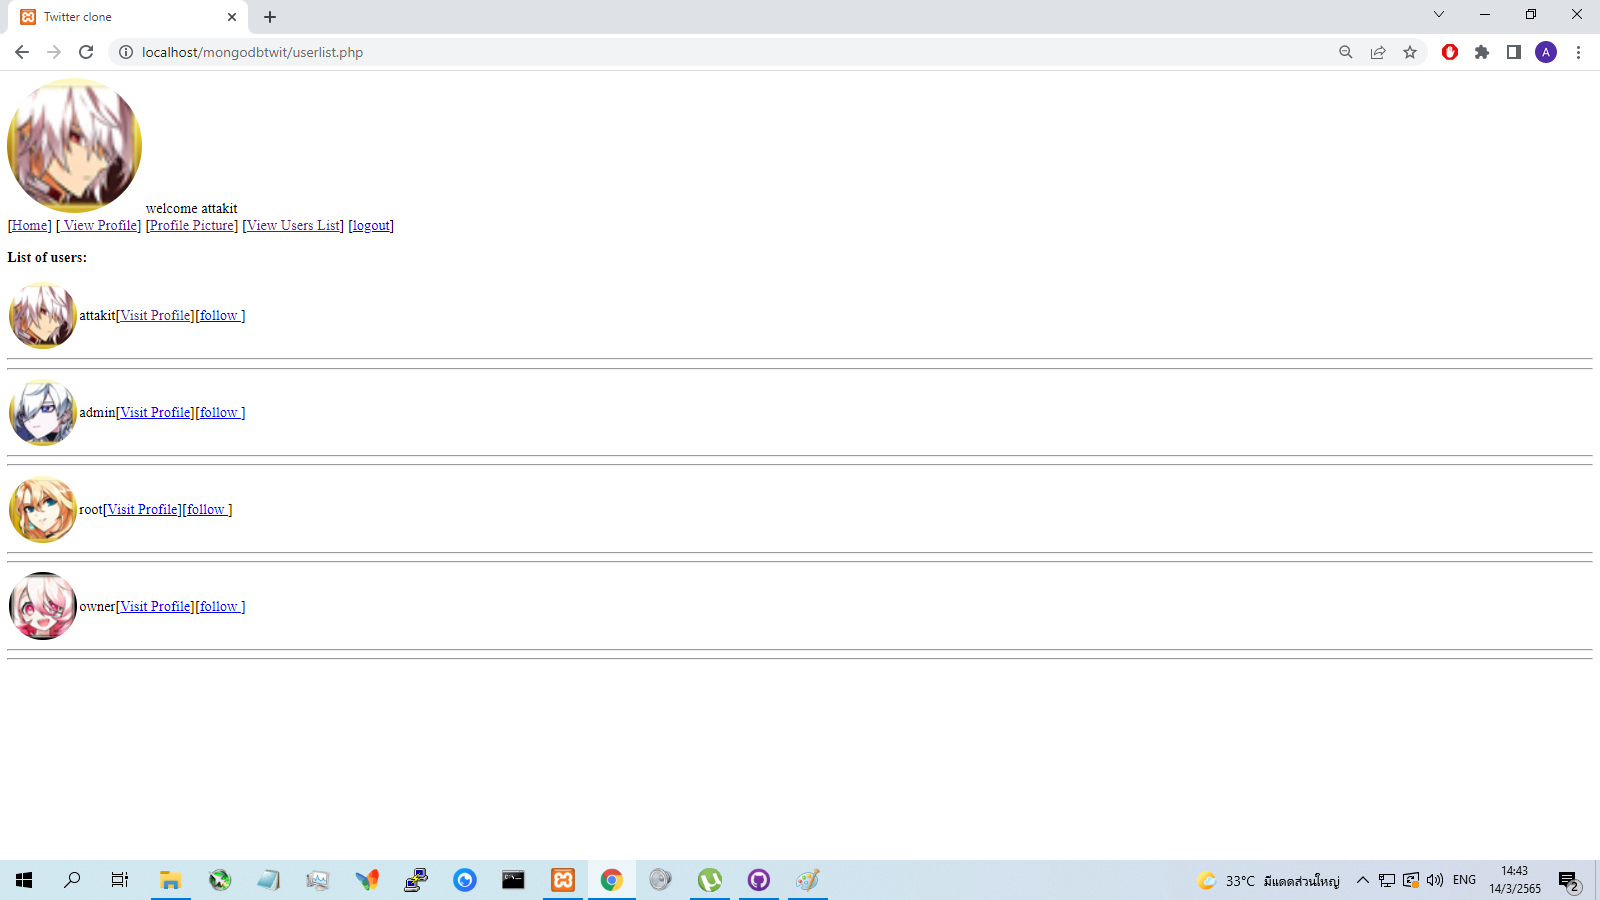 Twitter clone
localhost/mongodbtwit/userlist.php
A
welcome attakit
[Home] [ View Profile] [Profile Picture] [View Users List] [logout]
List of users:
attakit[Visit Profile][follow ]
admin[Visit Profile][follow ]
root[Visit Profile][follow ]
owner[Visit Profile][follow ]
33°C มีแดดส่วนใหญ่
ENG
14:43
14/3/2565
2